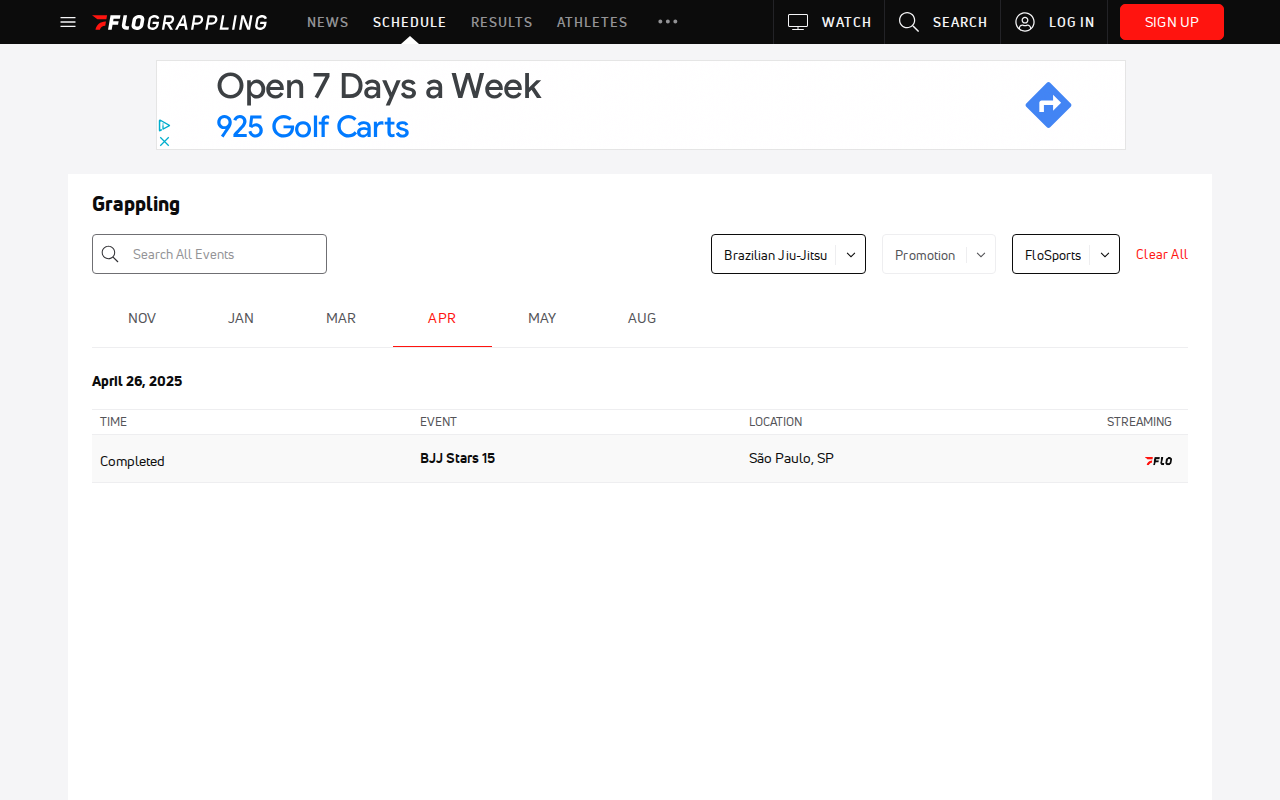 FLOGRAPPLING NEWS SCHEDULE RESULTS ATHLETES WATCH SEARCH LOG IN SIGN UP
Open 7 Days a Week
925 Golf Carts
Grappling
Search All Events Brazilian Jiu-Jitsu Promotion FloSports Clear All
NOV JAN MAR APR MAY AUG
April 26, 2025
TIME EVENT LOCATION STREAMING
Completed BJJ Stars 15 São Paulo, SP FLO